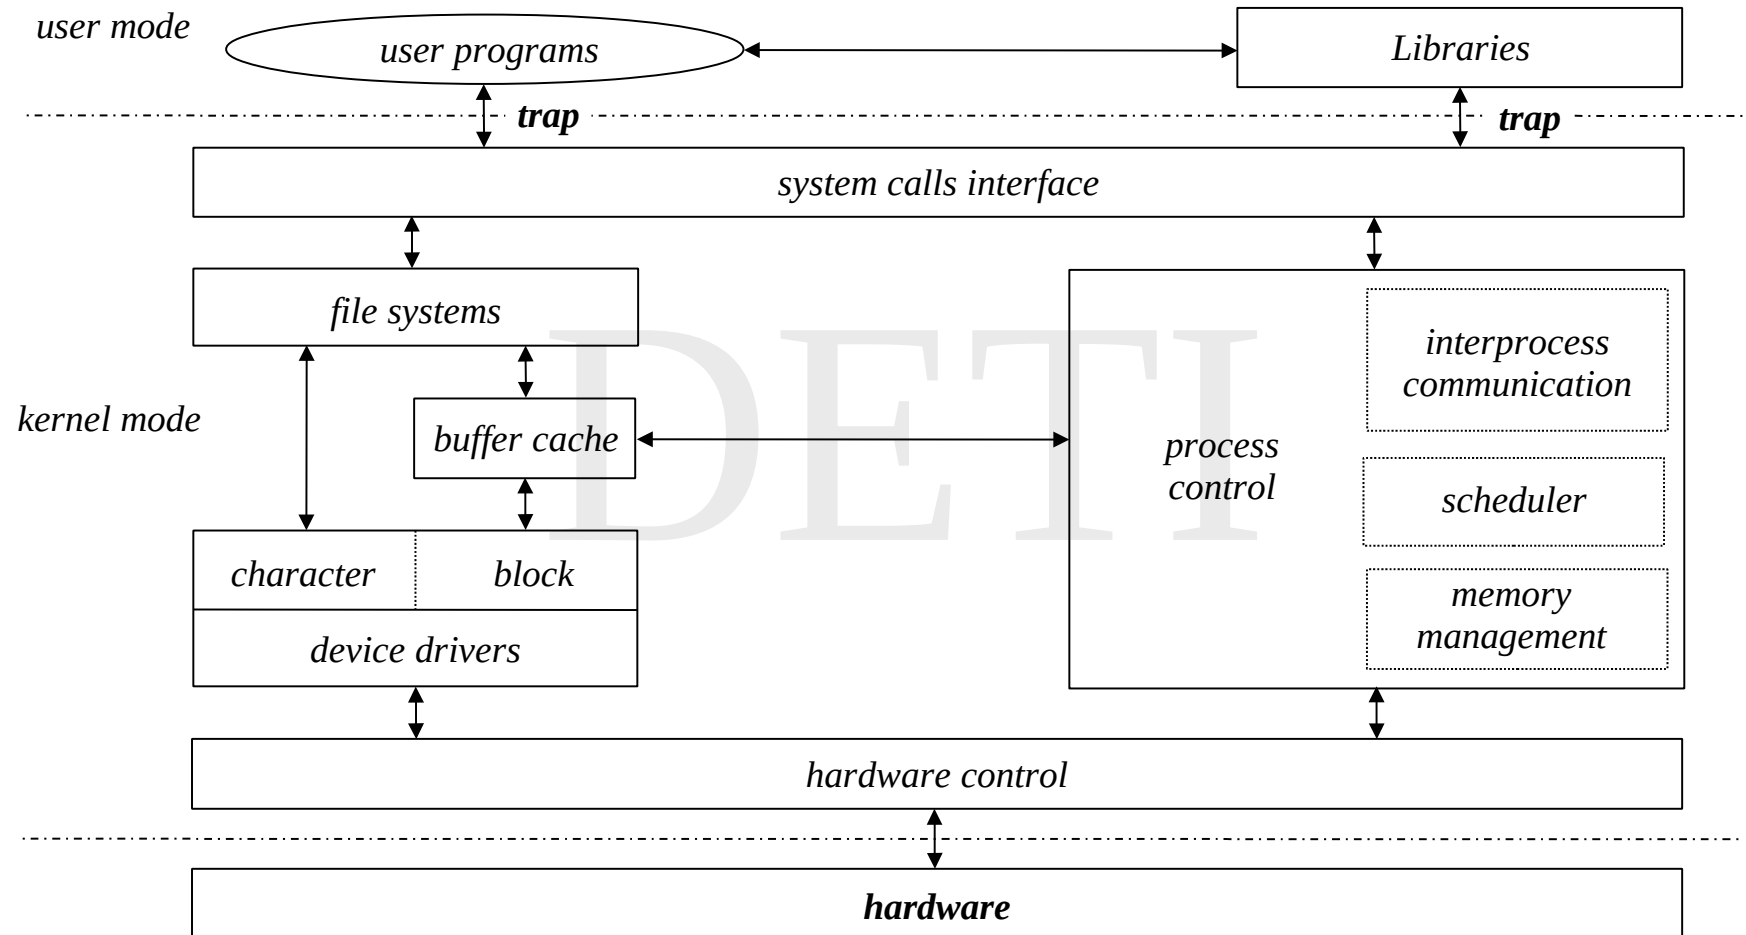 user mode
user programs
Libraries
trap
trap
system calls interface
file systems
interprocess
communication
kernel mode
buffer cache
process
control
scheduler
DETI
character
block
memory
management
device drivers
hardware control
hardware